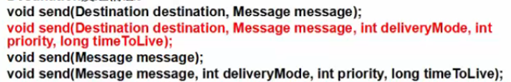 void send(Destination destination, Message message);
void send(Destination destination, Message message, int deliveryMode, int
priority, long timeToLive);
void send(Message message);
void send(Message message, int deliveryMode, int priority, long timeToLive);